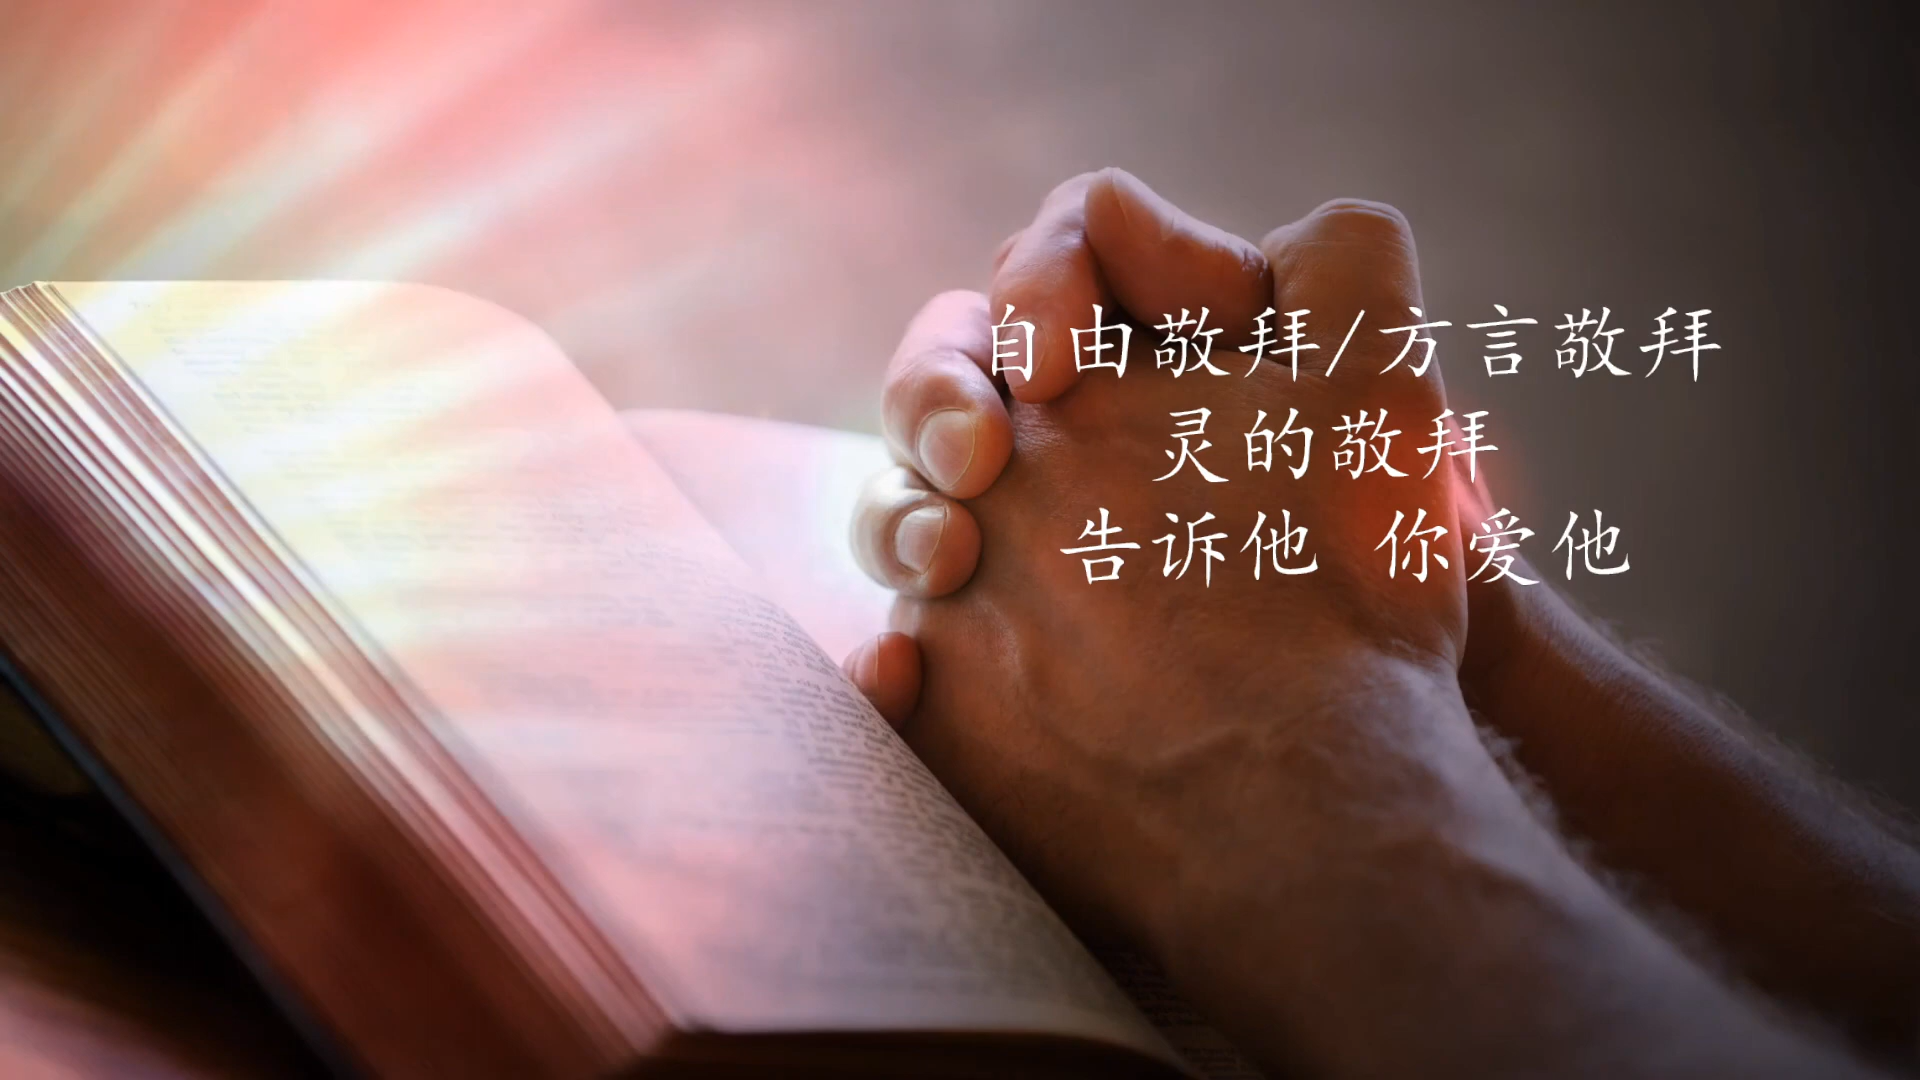 自由敬拜/方言敬拜
灵的敬拜
告诉他 你爱他